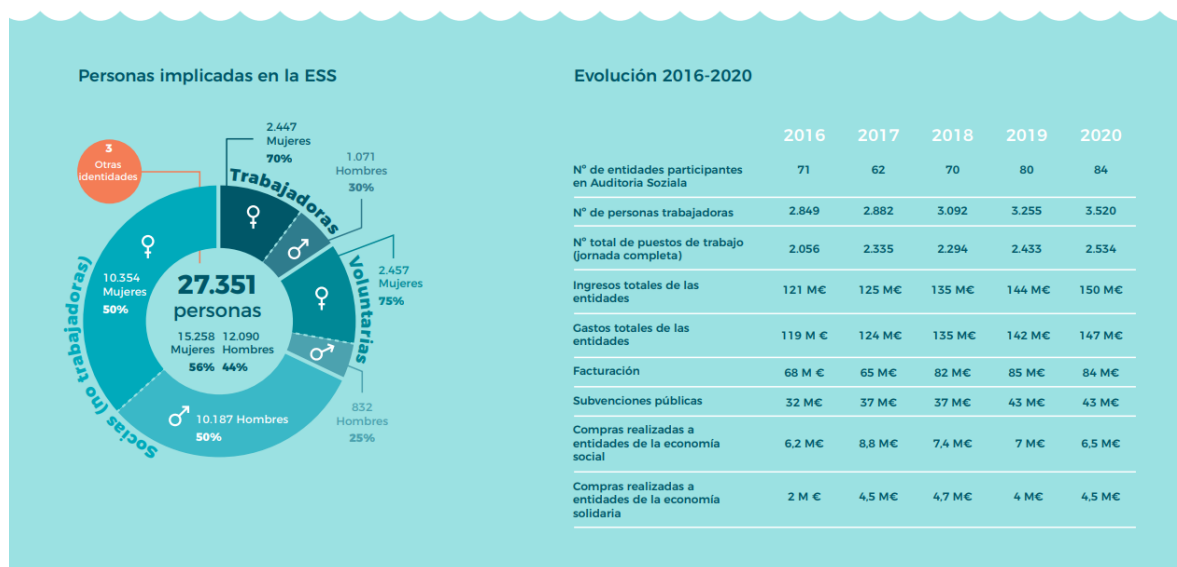 Personas implicadas en la ESS
2.447
Mujeres
70%
1.071
Hombres
30%
3
Otras
identidades
Trabajadoras
2.457
Mujeres
75%
Voluntarias
832
Hombres
25%
10.354
Mujeres
50%
27.351
personas
15.258 12.090
Mujeres Hombres
56% 44%
10.187 Hombres
50%
Socias (no trabajadoras)
Evolución 2016-2020
2016 2017 2018 2019 2020
Nº de entidades participantes
en Auditoria Soziala
71 62 70 80 84
Nº de personas trabajadoras 2.849 2.882 3.092 3.255 3.520
Nº total de puestos de trabajo
(jornada completa)
2.056 2.335 2.294 2.433 2.534
Ingresos totales de las
entidades
121 M€ 125 M€ 135 M€ 144 M€ 150 M€
Gastos totales de las
entidades
119 M € 124 M€ 135 M€ 142 M€ 147 M€
Facturación 68 M € 65 M€ 82 M€ 85 M€ 84 M€
Subvenciones públicas 32 M€ 37 M€ 37 M€ 43 M€ 43 M€
Compras realizadas a
entidades de la economía
social
6,2 M€ 8,8 M€ 7,4 M€ 7 M€ 6,5 M€
Compras realizadas a
entidades de la economía
solidaria
2 M € 4,5 M€ 4,7 M€ 4 M€ 4,5 M€